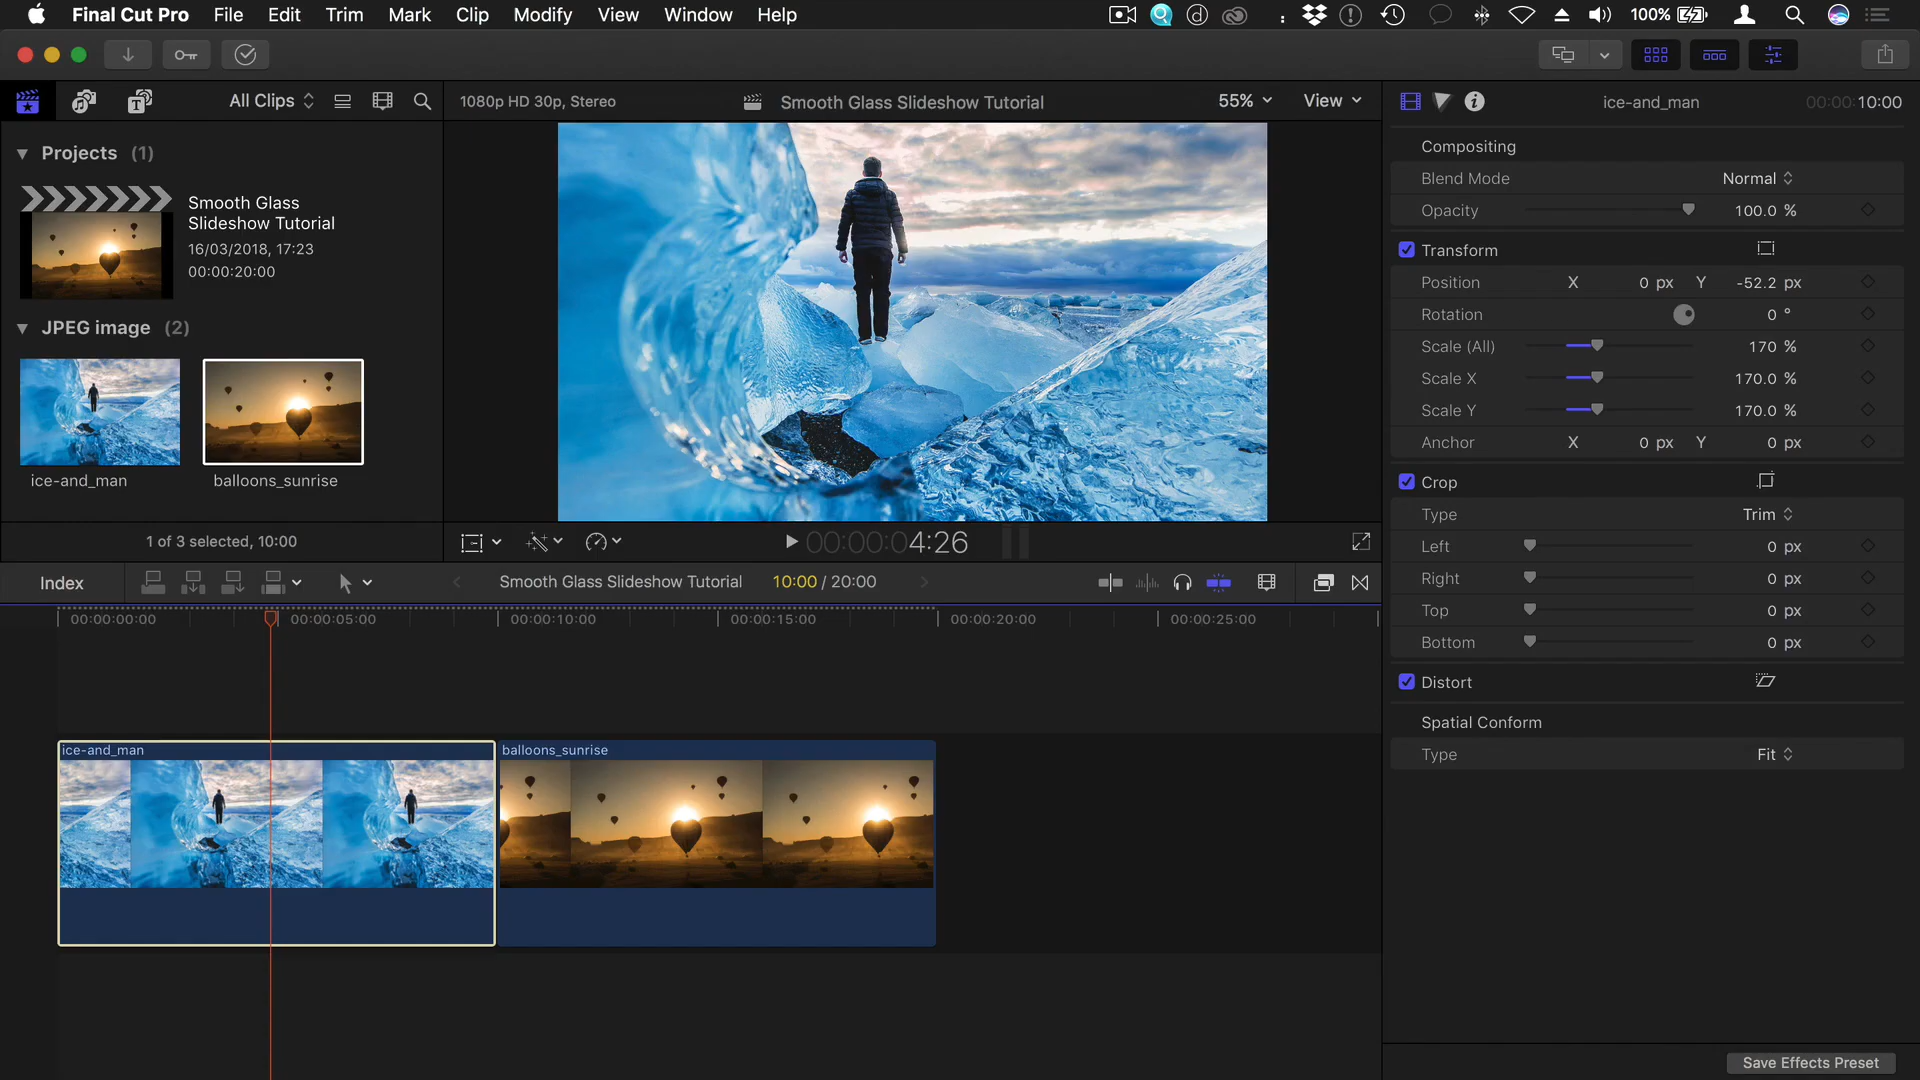 Final Cut Pro File Edit Trim Mark Clip Modify View Window Help
100%
All Clips
1080p HD 30p, Stereo
Smooth Glass Slideshow Tutorial
55%
View
ice-and_man
00:00:10:00
Projects (1)
Smooth Glass
Slideshow Tutorial
16/03/2018, 17:23
00:00:20:00
JPEG image (2)
ice-and_man
balloons_sunrise
1 of 3 selected, 10:00
00:00:04:26
Compositing
Blend Mode Normal
Opacity 100.0 %
Transform
Position X 0 px Y -52.2 px
Rotation 0 °
Scale (All) 170 %
Scale X 170.0 %
Scale Y 170.0 %
Anchor X 0 px Y 0 px
Crop
Type Trim
Left 0 px
Right 0 px
Top 0 px
Bottom 0 px
Distort
Spatial Conform
Type Fit
Index
Smooth Glass Slideshow Tutorial
10:00 / 20:00
00:00:00:00 00:00:05:00 00:00:10:00 00:00:15:00 00:00:20:00 00:00:25:00
ice-and_man
balloons_sunrise
Save Effects Preset